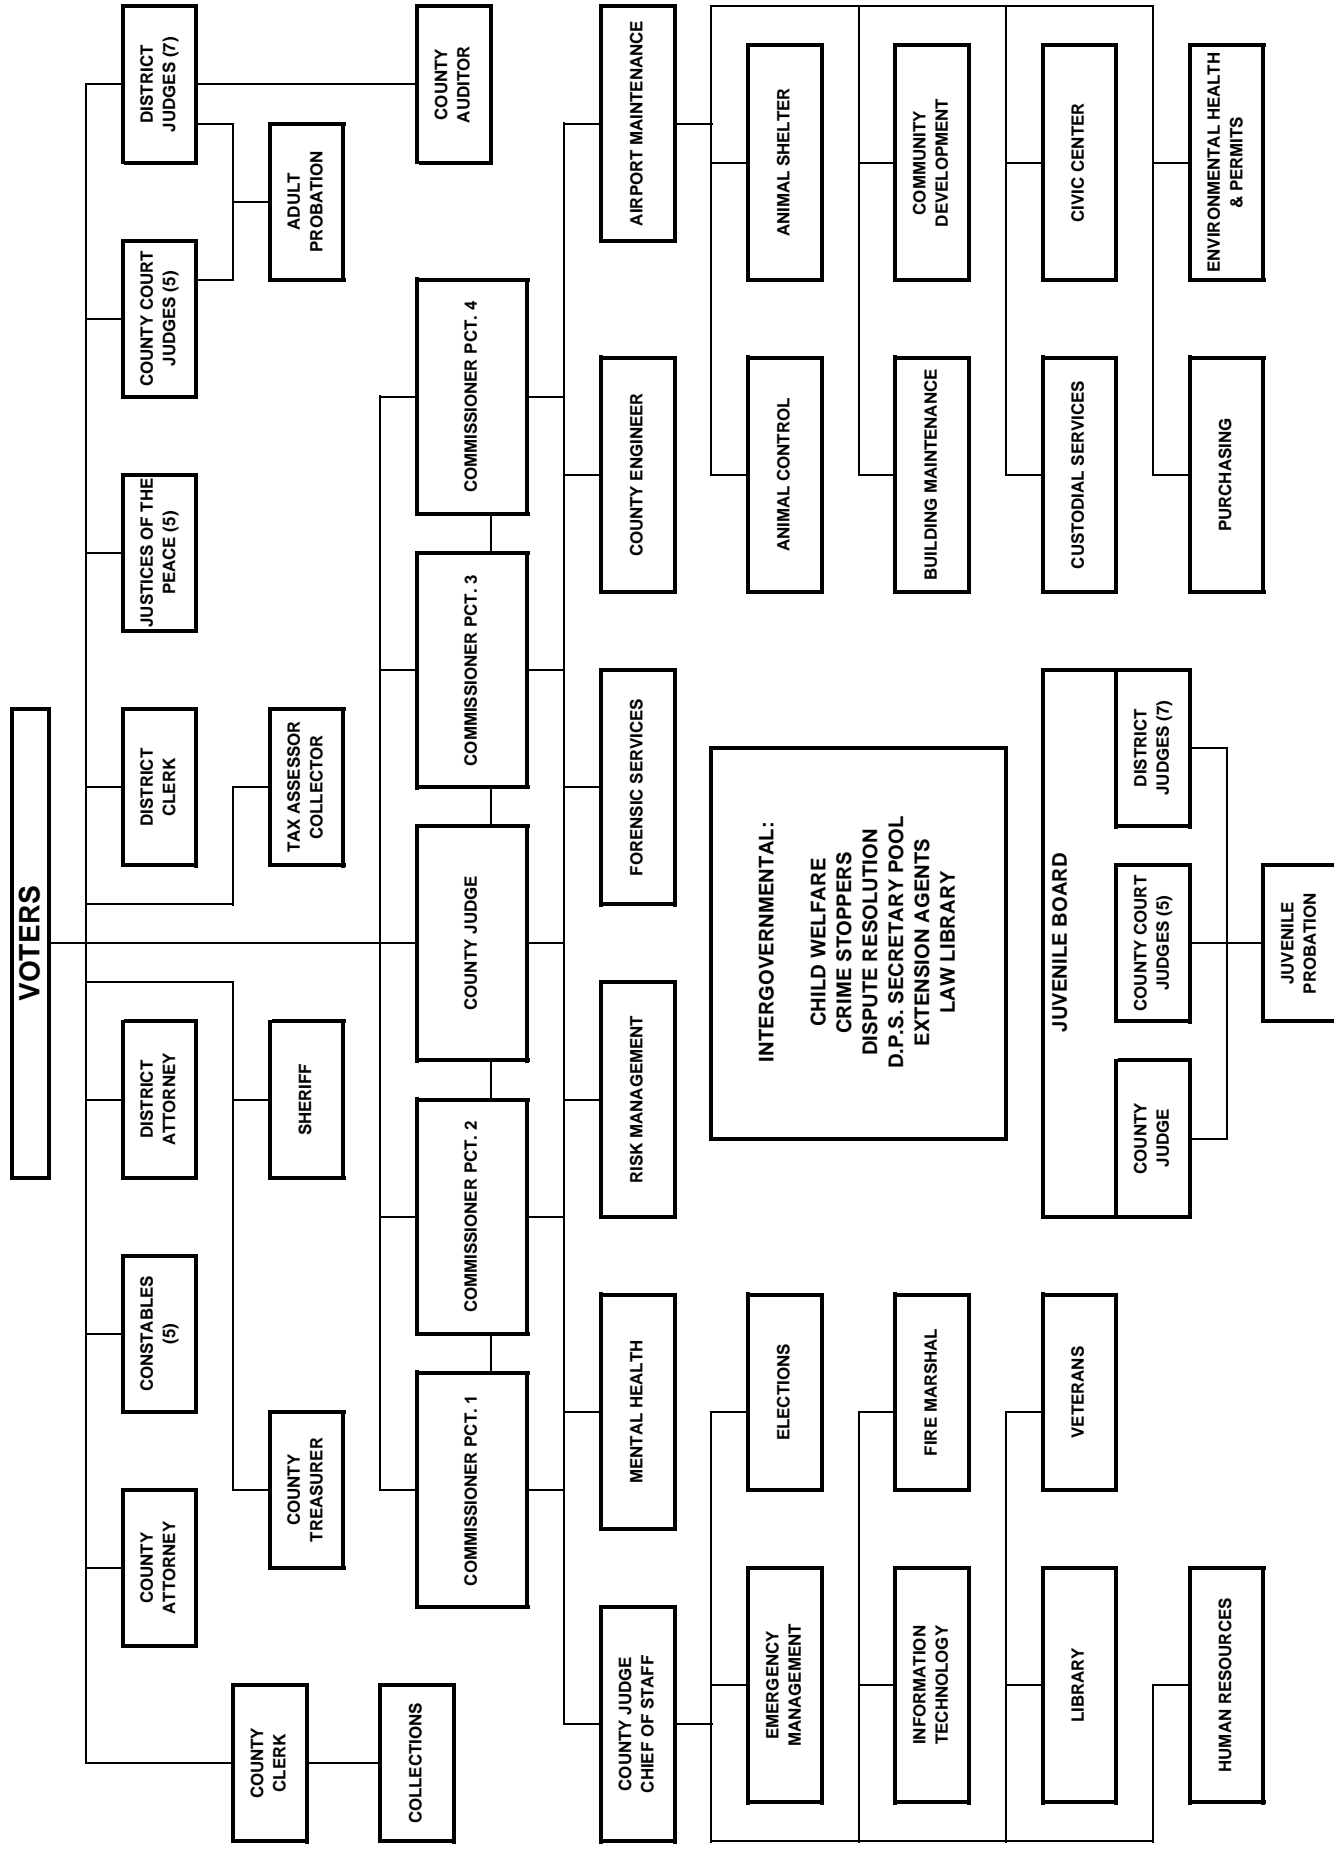 VOTERS
COUNTY
CLERK
COLLECTIONS
COUNTY
ATTORNEY
CONSTABLES
(5)
DISTRICT
ATTORNEY
DISTRICT
CLERK
JUSTICES OF THE
PEACE (5)
COUNTY COURT
JUDGES (5)
DISTRICT
JUDGES (7)
COUNTY
TREASURER
SHERIFF
TAX ASSESSOR
COLLECTOR
ADULT
PROBATION
COUNTY
AUDITOR
COMMISSIONER PCT. 1
COMMISSIONER PCT. 2
COUNTY JUDGE
COMMISSIONER PCT. 3
COMMISSIONER PCT. 4
COUNTY JUDGE
CHIEF OF STAFF
MENTAL HEALTH
RISK MANAGEMENT
FORENSIC SERVICES
COUNTY ENGINEER
AIRPORT MAINTENANCE
EMERGENCY
MANAGEMENT
ELECTIONS
INFORMATION
TECHNOLOGY
FIRE MARSHAL
LIBRARY
VETERANS
HUMAN RESOURCES
INTERGOVERNMENTAL:
CHILD WELFARE
CRIME STOPPERS
DISPUTE RESOLUTION
D.P.S. SECRETARY POOL
EXTENSION AGENTS
LAW LIBRARY
JUVENILE BOARD
COUNTY
JUDGE
COUNTY COURT
JUDGES (5)
DISTRICT
JUDGES (7)
JUVENILE
PROBATION
ANIMAL CONTROL
ANIMAL SHELTER
BUILDING MAINTENANCE
COMMUNITY
DEVELOPMENT
CUSTODIAL SERVICES
CIVIC CENTER
PURCHASING
ENVIRONMENTAL HEALTH
& PERMITS